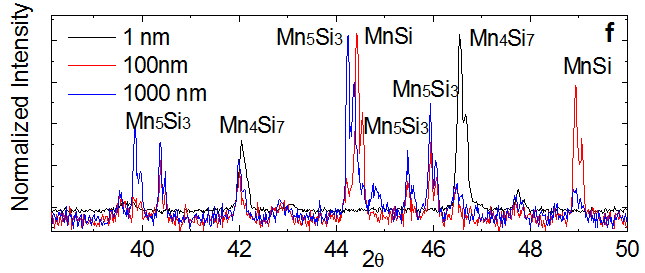 f
1 nm
100nm
1000 nm
Mn5Si3
MnSi
Mn4Si7
MnSi
Mn5Si3
Mn5Si3
Mn4Si7
Mn5Si3
Normalized Intensity
40
42
44
46
48
50
2θ